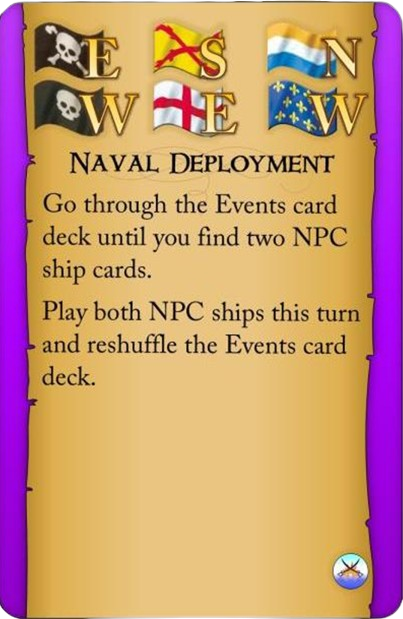 E S N
W E W
NAVAL DEPLOYMENT
Go through the Events card
deck until you find two NPC
ship cards.
Play both NPC ships this turn
and reshuffle the Events card
deck.